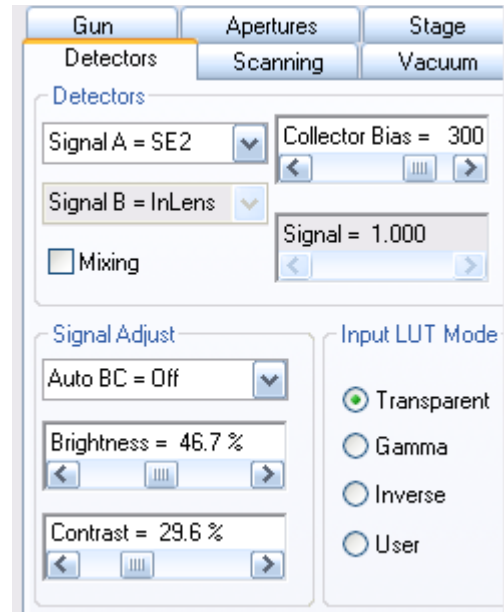 Gun Apertures Stage
Detectors Scanning Vacuum
Detectors
Signal A = SE2
Collector Bias = 300
Signal B = InLens
Signal = 1.000
Mixing
Signal Adjust
Auto BC = Off
Brightness = 46.7 %
Contrast = 29.6 %
Input LUT Mode
Transparent
Gamma
Inverse
User